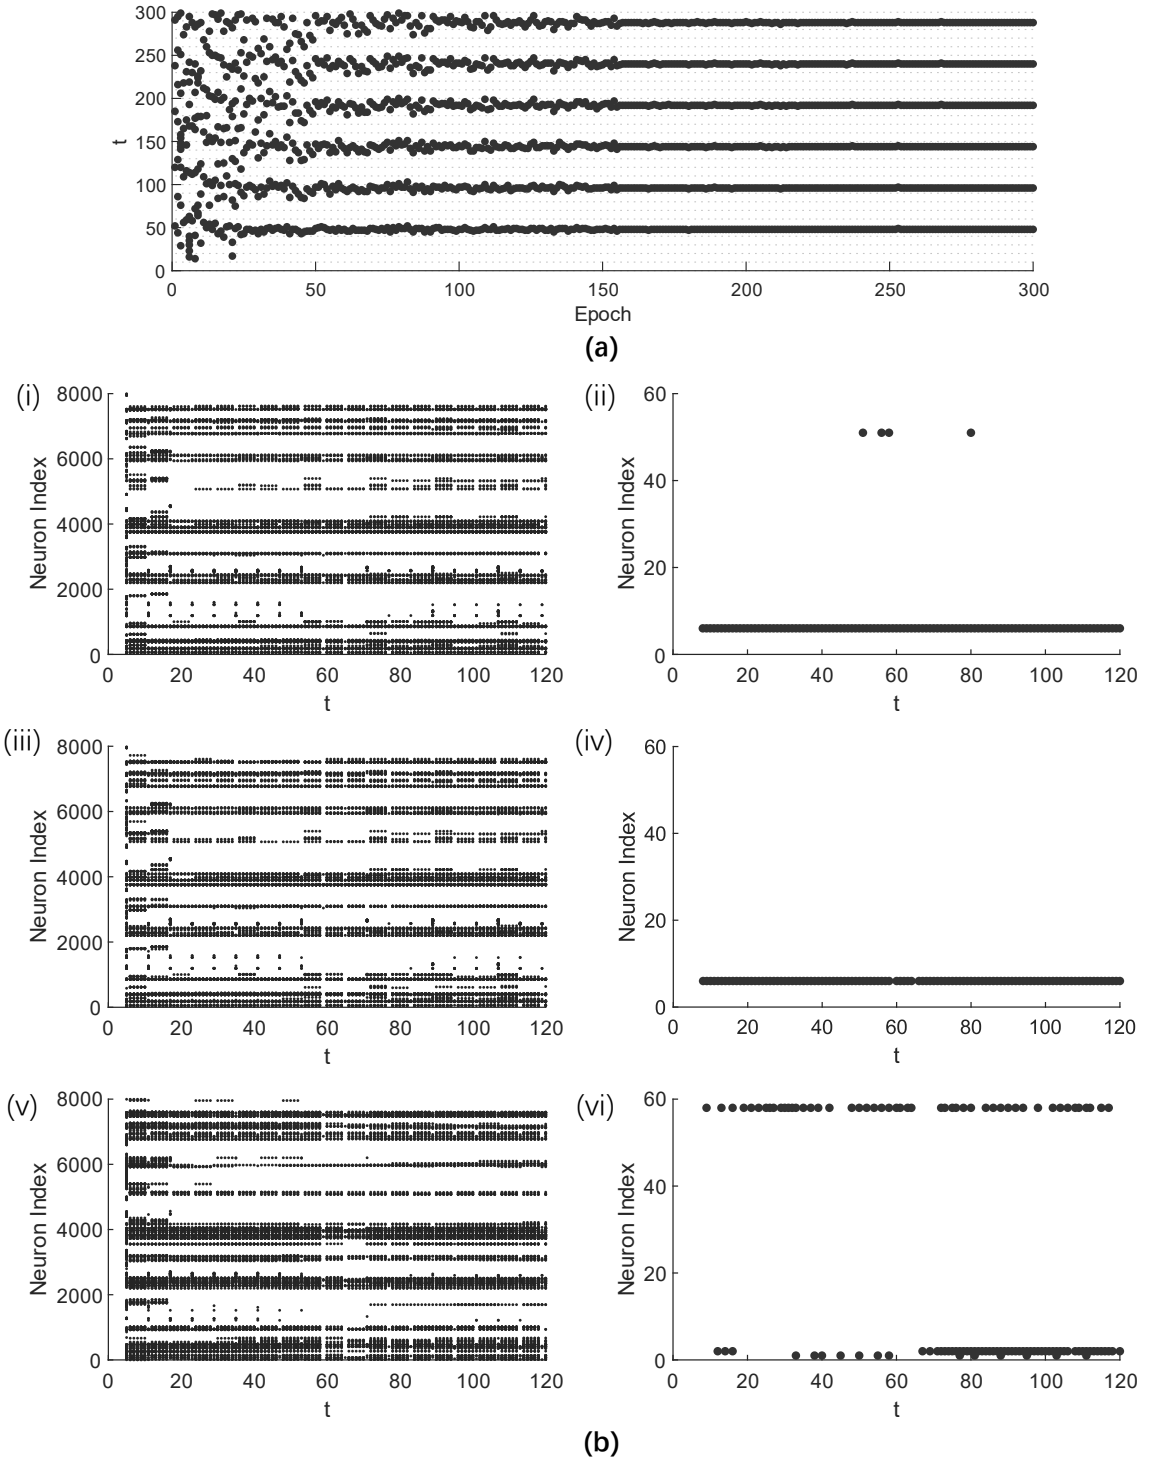 300
250
200
150
100
50
0
t
0 50 100 150 200 250 300
Epoch
(a)
(i)
8000
6000
4000
2000
0
Neuron Index
0 20 40 60 80 100 120
t
(ii)
60
40
20
0
Neuron Index
0 20 40 60 80 100 120
t
(iii)
8000
6000
4000
2000
0
Neuron Index
0 20 40 60 80 100 120
t
(iv)
60
40
20
0
Neuron Index
0 20 40 60 80 100 120
t
(v)
8000
6000
4000
2000
0
Neuron Index
0 20 40 60 80 100 120
t
(vi)
60
40
20
0
Neuron Index
0 20 40 60 80 100 120
t
(b)